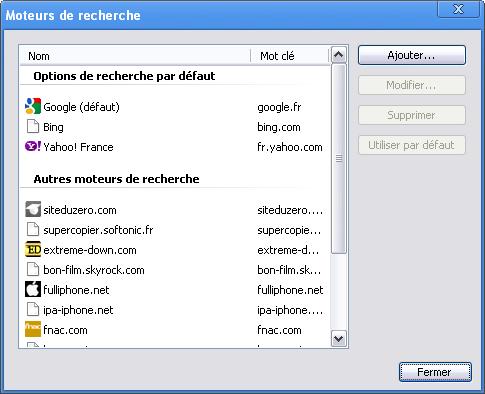 Moteurs de recherche
Nom Mot clé
Options de recherche par défaut
Google (défaut) google.fr
Bing bing.com
Yahoo! France fr.yahoo.com
Autres moteurs de recherche
siteduzero.com siteduzero....
supercopier.softonic.fr supercopier....
extreme-down.com extreme-d...
bon-film.skyrock.com bon-film.sk...
fulliphone.net fulliphone.net
ipa-iphone.net ipa-iphone....
fnac.com fnac.com
Ajouter...
Modifier...
Supprimer
Utiliser par défaut
Fermer